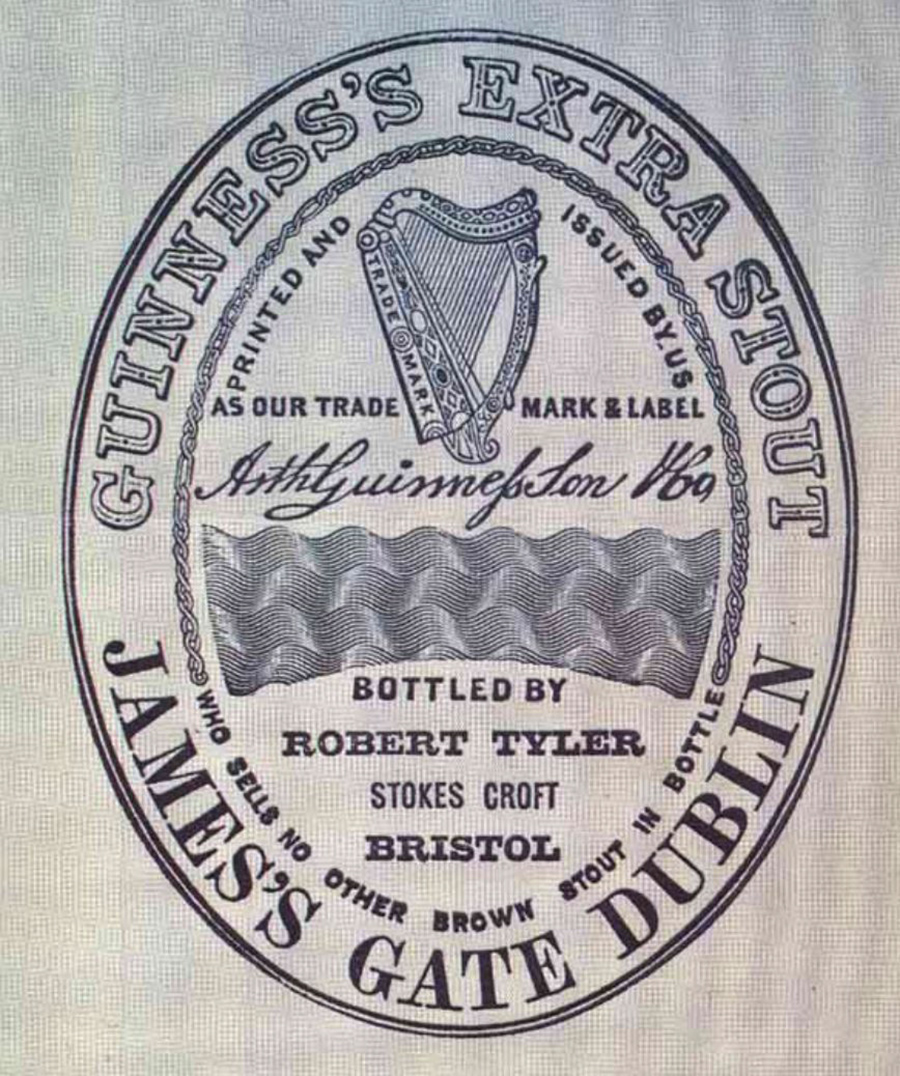 GUINNESS'S EXTRA STOUT
PRINTED AND ISSUED BY US
TRADE MARK
AS OUR TRADE MARK & LABEL
Arthr Guinness Son & Co
BOTTLED BY
ROBERT TYLER
STOKES CROFT
BRISTOL
WHO SELLS NO OTHER BROWN STOUT IN BOTTLE
JAMES'S GATE DUBLIN